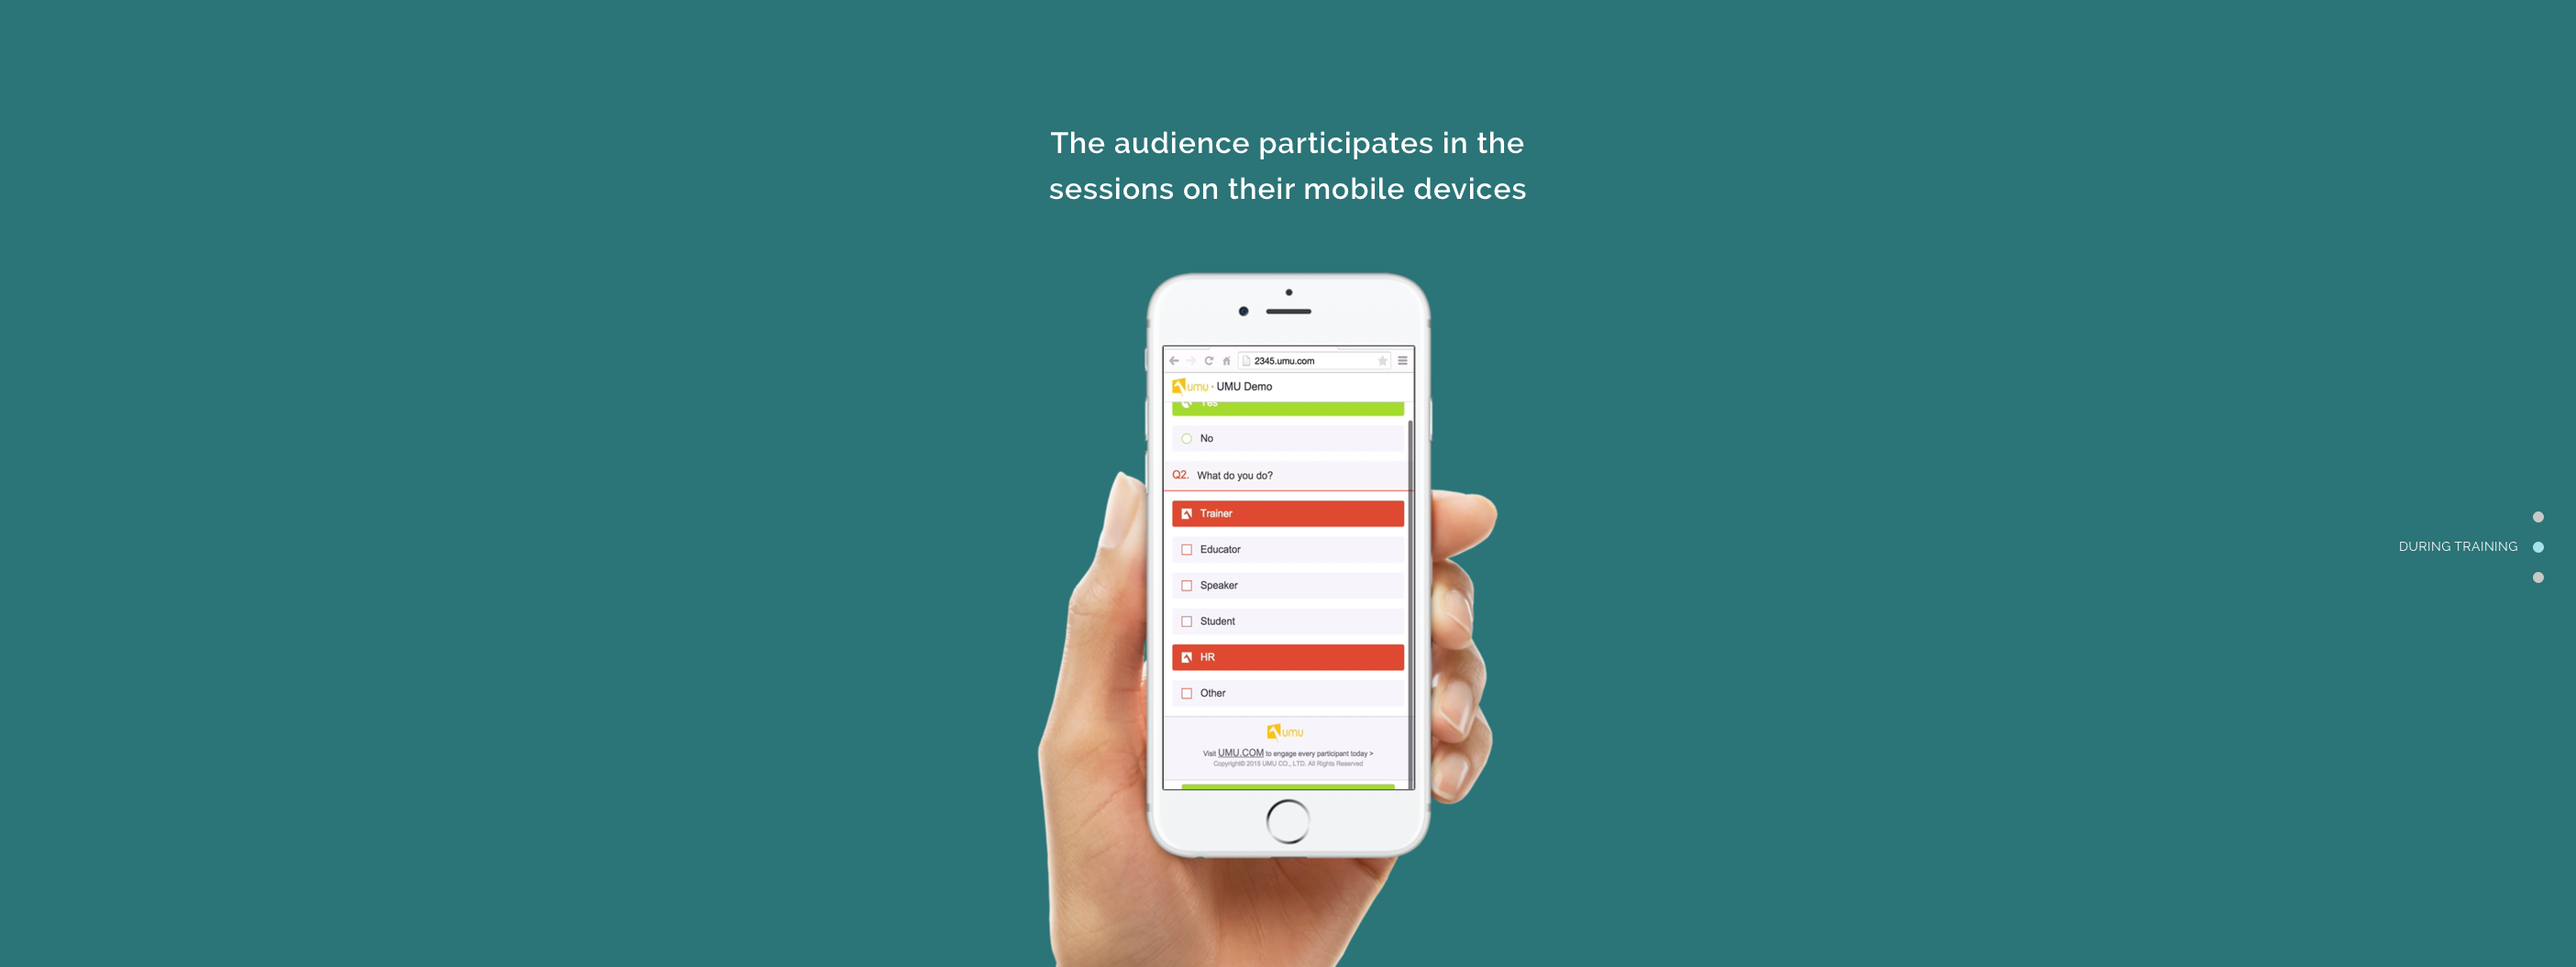 The audience participates in the
sessions on their mobile devices
2345.umu.com
umu • UMU Demo
Yes
No
Q2. What do you do?
Trainer
Educator
Speaker
Student
HR
Other
umu
Visit UMU.COM to engage every participant today >
Copyright© 2015 UMU CO., LTD. All Rights Reserved
DURING TRAINING